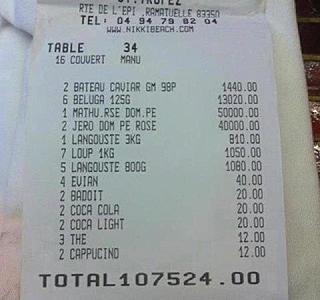 ST.TROPEZ
RTE DE L'EPI ,RAMATUELLE 83350
TEL: 04 94 79 82 04
WWW.NIKKIBEACH.COM
TABLE 34
16 COUVERT MANU
2 BATEAU CAVIAR GM 98P 1440.00
6 BELUGA 125G 13020.00
1 MATHU.RSE DOM.PE 50000.00
2 JERO DOM PE ROSE 40000.00
1 LANGOUSTE 3KG 810.00
7 LOUP 1KG 1050.00
5 LANGOUSTE 800G 1080.00
4 EVIAN 40.00
2 BADOIT 20.00
2 COCA COLA 20.00
2 COCA LIGHT 20.00
3 THE 12.00
2 CAPPUCINO 12.00
TOTAL107524.00